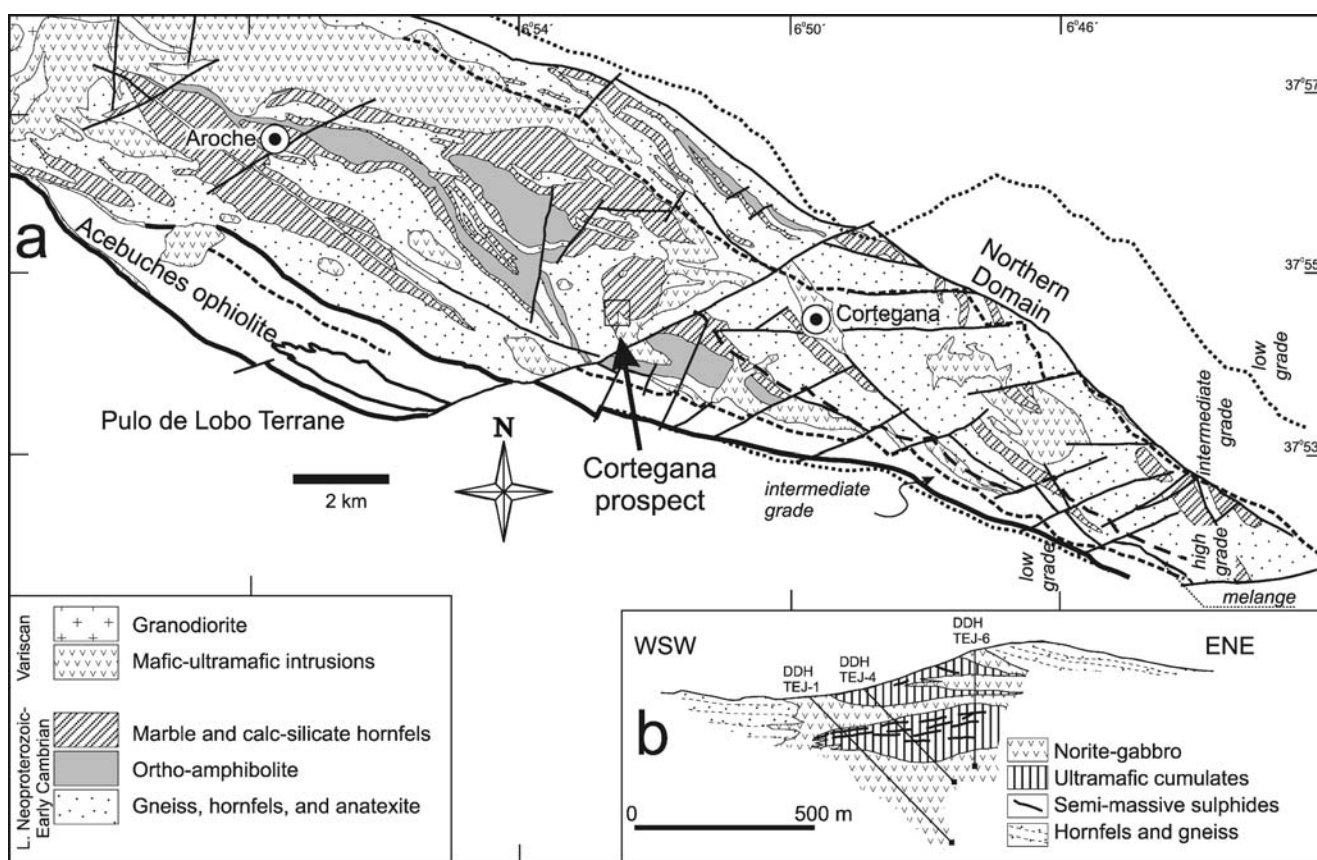 6°54´
6°50´
6°46´
37°57
37°55
37°53
a
Aroche
Acebuches ophiolite
Pulo de Lobo Terrane
2 km
N
Cortegana
prospect
Cortegana
Northern
Domain
low
grade
intermediate
grade
high
grade
intermediate
grade
low
grade
melange
Variscan
Granodiorite
Mafic-ultramafic intrusions
L. Neoproterozoic-
Early Cambrian
Marble and calc-silicate hornfels
Ortho-amphibolite
Gneiss, hornfels, and anatexite
WSW
ENE
DDH
TEJ-1
DDH
TEJ-4
DDH
TEJ-6
b
0 500 m
Norite-gabbro
Ultramafic cumulates
Semi-massive sulphides
Hornfels and gneiss